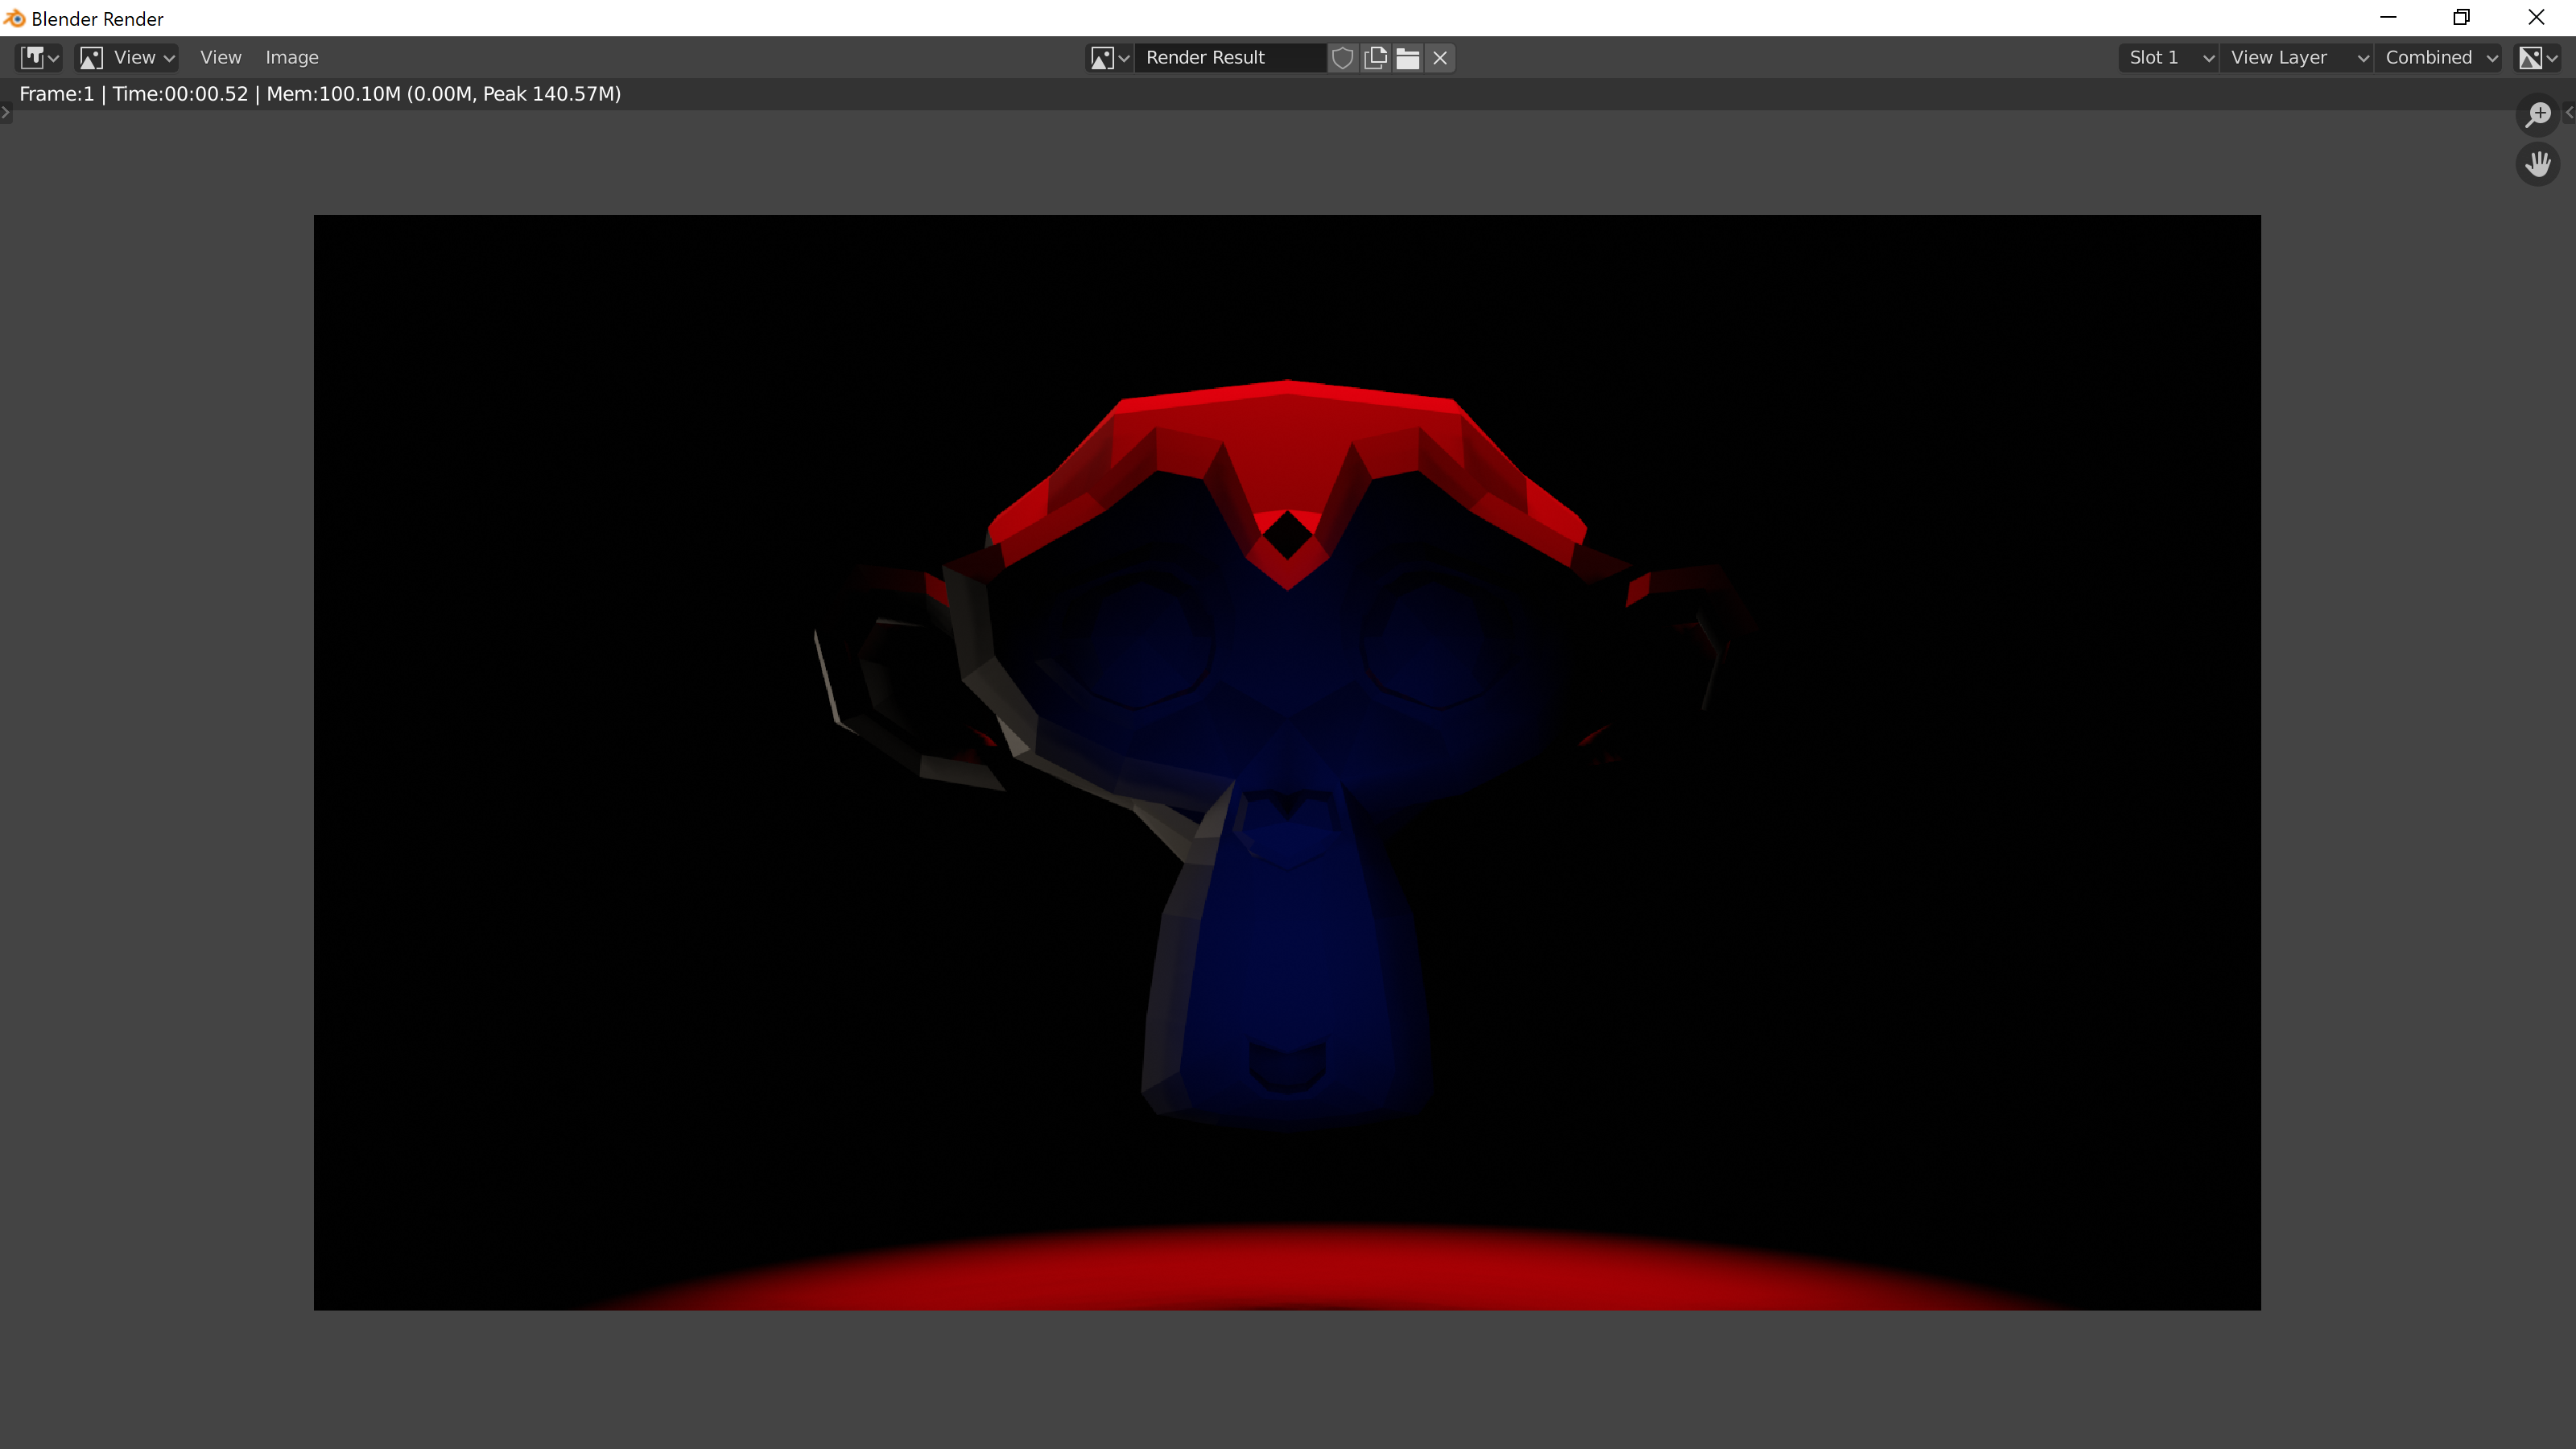 Blender Render
View View Image Render Result Slot 1 View Layer Combined
Frame:1 | Time:00:00.52 | Mem:100.10M (0.00M, Peak 140.57M)